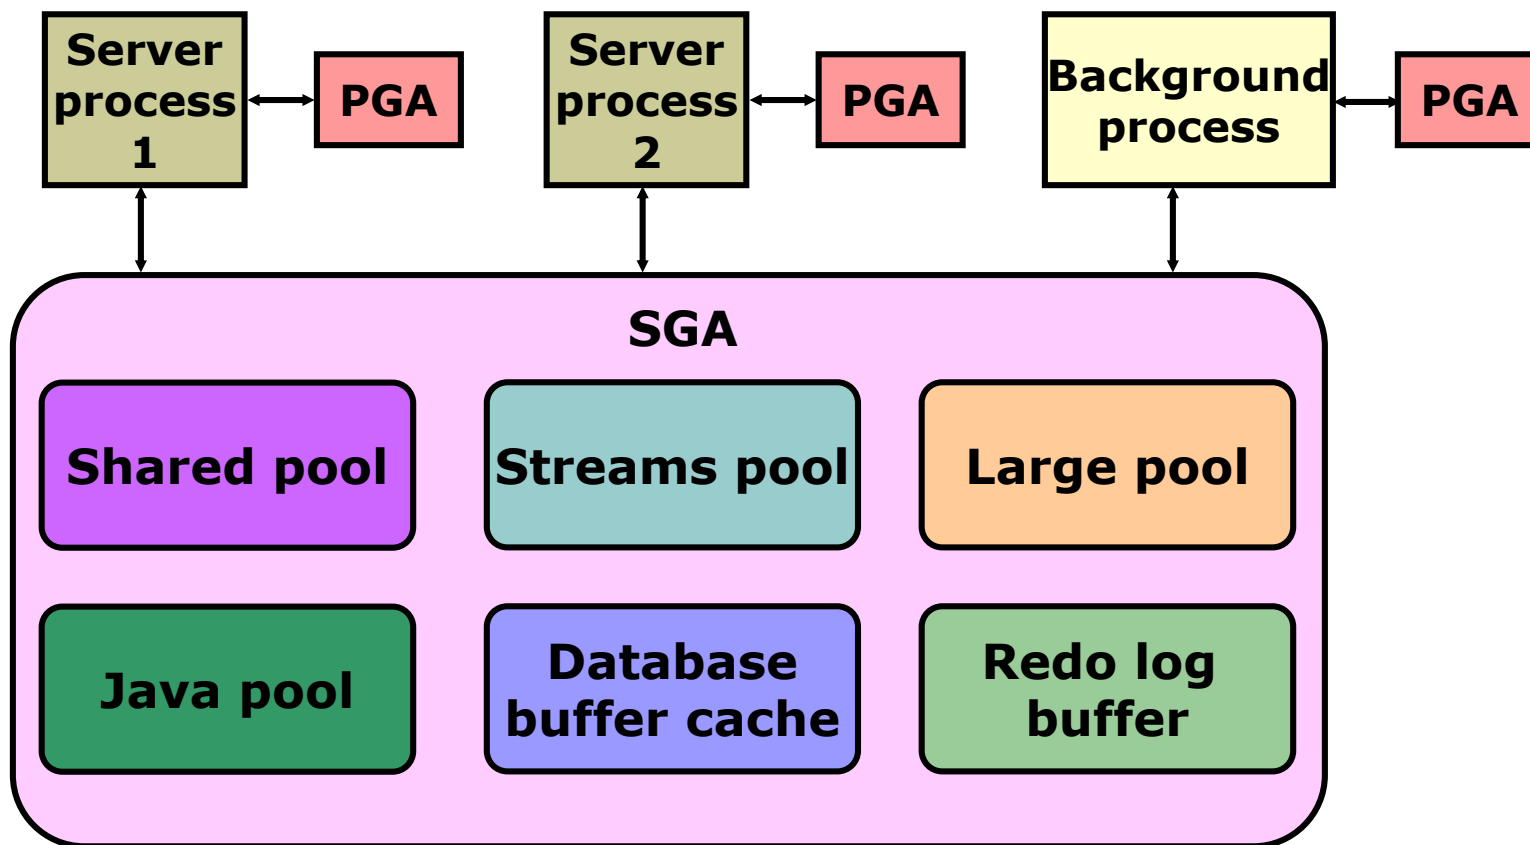 Server
process
1
PGA
Server
process
2
PGA
Background
process
PGA
SGA
Shared pool
Streams pool
Large pool
Java pool
Database
buffer cache
Redo log
buffer